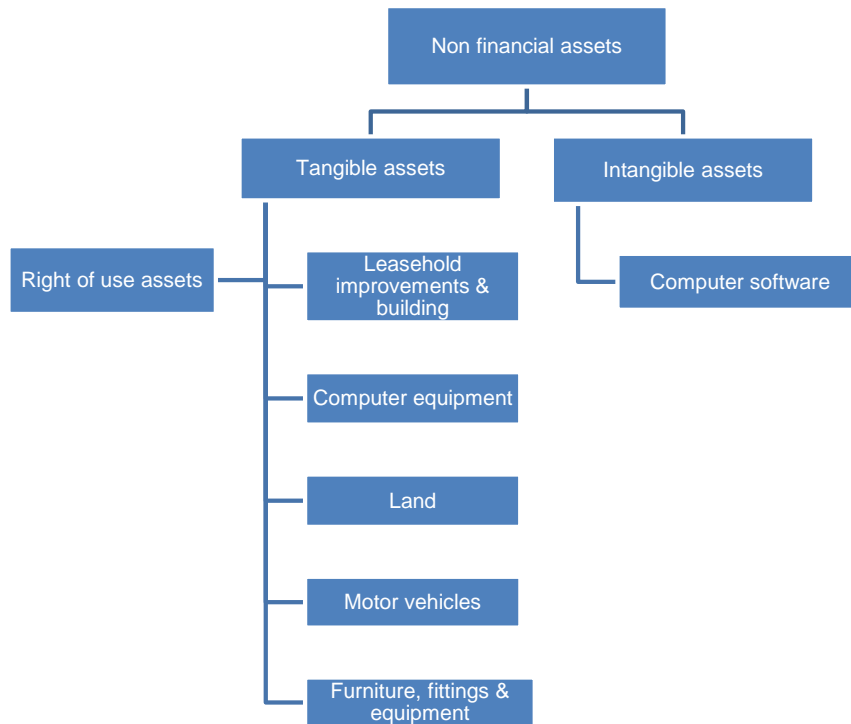 Non financial assets
Tangible assets
Intangible assets
Right of use assets
Leasehold
improvements &
building
Computer software
Computer equipment
Land
Motor vehicles
Furniture, fittings &
equipment